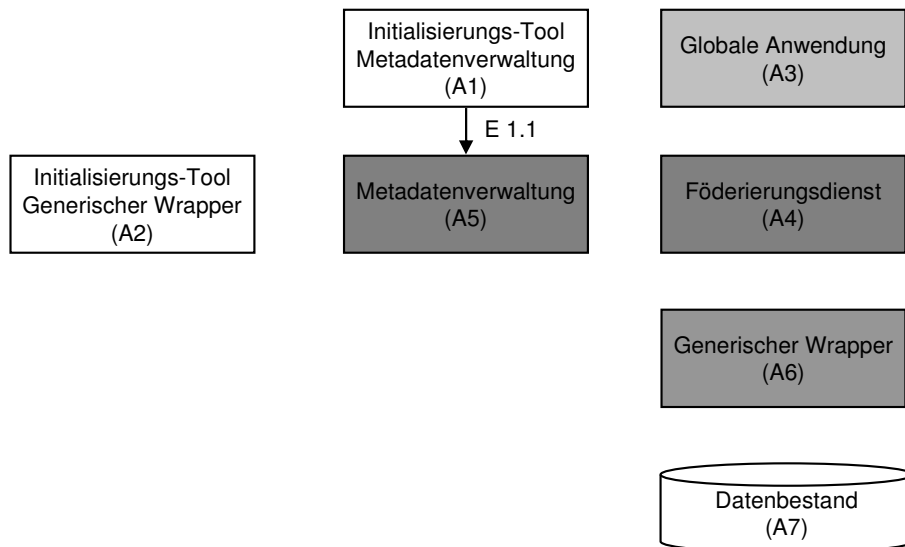 Initialisierungs-Tool
Metadatenverwaltung
(A1)
Globale Anwendung
(A3)
E 1.1
Initialisierungs-Tool
Generischer Wrapper
(A2)
Metadatenverwaltung
(A5)
Föderierungsdienst
(A4)
Generischer Wrapper
(A6)
Datenbestand
(A7)